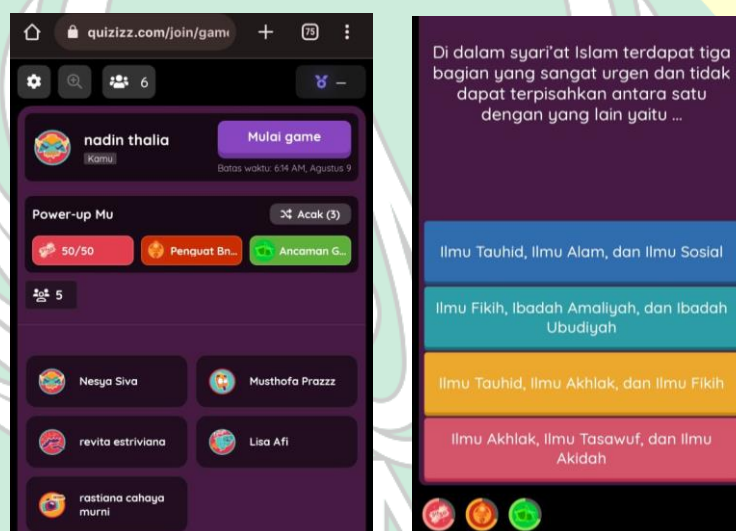 quizizz.com/join/gam
75
6
–
nadin thalia
Kamu
Mulai game
Batas waktu: 6:14 AM, Agustus 9
Power-up Mu
Acak (3)
50/50
Penguat Bn...
Ancaman G...
5
Nesya Siva
Musthofa Prazzz
revita estriviana
Lisa Afi
rastiana cahaya
murni
Di dalam syari'at Islam terdapat tiga
bagian yang sangat urgen dan tidak
dapat terpisahkan antara satu
dengan yang lain yaitu ...
Ilmu Tauhid, Ilmu Alam, dan Ilmu Sosial
Ilmu Fikih, Ibadah Amaliyah, dan Ibadah
Ubudiyah
Ilmu Tauhid, Ilmu Akhlak, dan Ilmu Fikih
Ilmu Akhlak, Ilmu Tasawuf, dan Ilmu
Akidah